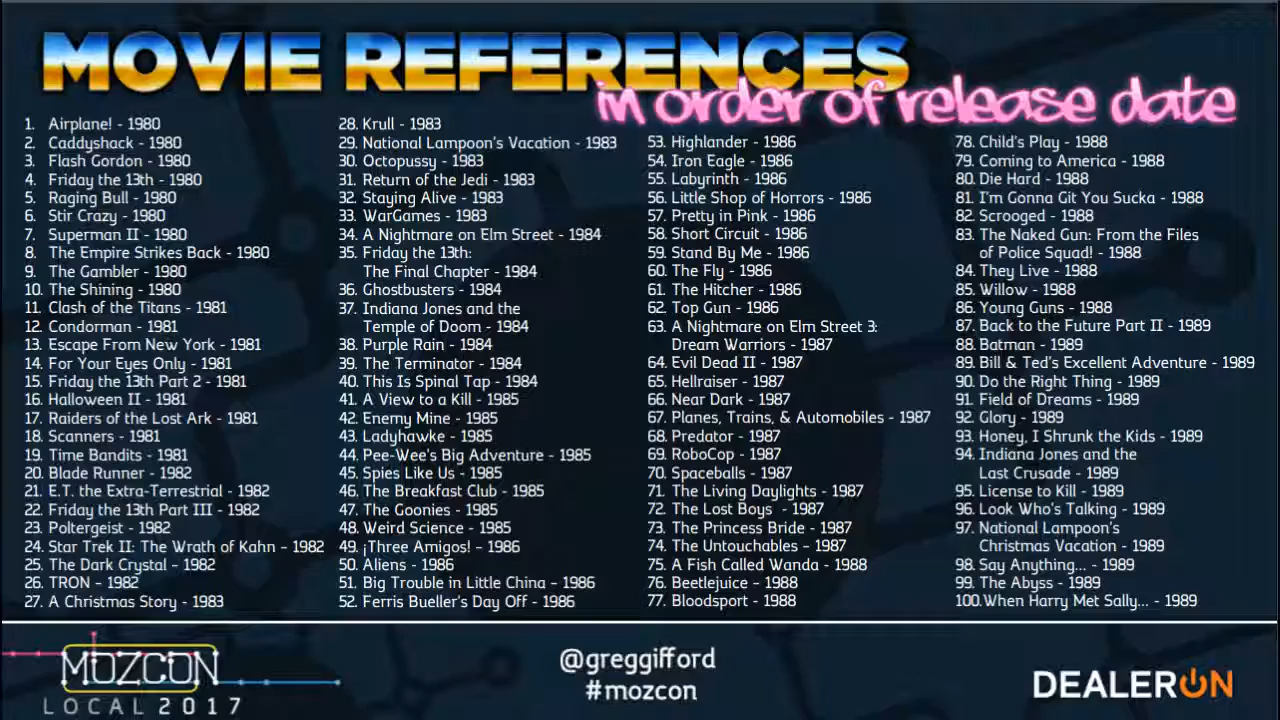 MOVIE REFERENCES
in order of release date
1. Airplane! - 1980
2. Caddyshack - 1980
3. Flash Gordon - 1980
4. Friday the 13th - 1980
5. Raging Bull - 1980
6. Stir Crazy - 1980
7. Superman II - 1980
8. The Empire Strikes Back - 1980
9. The Gambler - 1980
10. The Shining - 1980
11. Clash of the Titans - 1981
12. Condorman - 1981
13. Escape From New York - 1981
14. For Your Eyes Only - 1981
15. Friday the 13th Part 2 - 1981
16. Halloween II - 1981
17. Raiders of the Lost Ark - 1981
18. Scanners - 1981
19. Time Bandits - 1981
20. Blade Runner - 1982
21. E.T. the Extra-Terrestrial - 1982
22. Friday the 13th Part III - 1982
23. Poltergeist - 1982
24. Star Trek II: The Wrath of Kahn - 1982
25. The Dark Crystal - 1982
26. TRON - 1982
27. A Christmas Story - 1983
28. Krull - 1983
29. National Lampoon's Vacation - 1983
30. Octopussy - 1983
31. Return of the Jedi - 1983
32. Staying Alive - 1983
33. WarGames - 1983
34. A Nightmare on Elm Street - 1984
35. Friday the 13th:
The Final Chapter - 1984
36. Ghostbusters - 1984
37. Indiana Jones and the
Temple of Doom - 1984
38. Purple Rain - 1984
39. The Terminator - 1984
40. This Is Spinal Tap - 1984
41. A View to a Kill - 1985
42. Enemy Mine - 1985
43. Ladyhawke - 1985
44. Pee-Wee's Big Adventure - 1985
45. Spies Like Us - 1985
46. The Breakfast Club - 1985
47. The Goonies - 1985
48. Weird Science - 1985
49. ¡Three Amigos! - 1986
50. Aliens - 1986
51. Big Trouble in Little China - 1986
52. Ferris Bueller's Day Off - 1986
53. Highlander - 1986
54. Iron Eagle - 1986
55. Labyrinth - 1986
56. Little Shop of Horrors - 1986
57. Pretty in Pink - 1986
58. Short Circuit - 1986
59. Stand By Me - 1986
60. The Fly - 1986
61. The Hitcher - 1986
62. Top Gun - 1986
63. A Nightmare on Elm Street 3:
Dream Warriors - 1987
64. Evil Dead II - 1987
65. Hellraiser - 1987
66. Near Dark - 1987
67. Planes, Trains, & Automobiles - 1987
68. Predator - 1987
69. RoboCop - 1987
70. Spaceballs - 1987
71. The Living Daylights - 1987
72. The Lost Boys - 1987
73. The Princess Bride - 1987
74. The Untouchables - 1987
75. A Fish Called Wanda - 1988
76. Beetlejuice - 1988
77. Bloodsport - 1988
78. Child's Play - 1988
79. Coming to America - 1988
80. Die Hard - 1988
81. I'm Gonna Git You Sucka - 1988
82. Scrooged - 1988
83. The Naked Gun: From the Files
of Police Squad! - 1988
84. They Live - 1988
85. Willow - 1988
86. Young Guns - 1988
87. Back to the Future Part II - 1989
88. Batman - 1989
89. Bill & Ted's Excellent Adventure - 1989
90. Do the Right Thing - 1989
91. Field of Dreams - 1989
92. Glory - 1989
93. Honey, I Shrunk the Kids - 1989
94. Indiana Jones and the
Last Crusade - 1989
95. License to Kill - 1989
96. Look Who's Talking - 1989
97. National Lampoon's
Christmas Vacation - 1989
98. Say Anything... - 1989
99. The Abyss - 1989
100. When Harry Met Sally... - 1989
MOZCON
LOCAL 2017
@greggifford
#mozcon
DEALERON